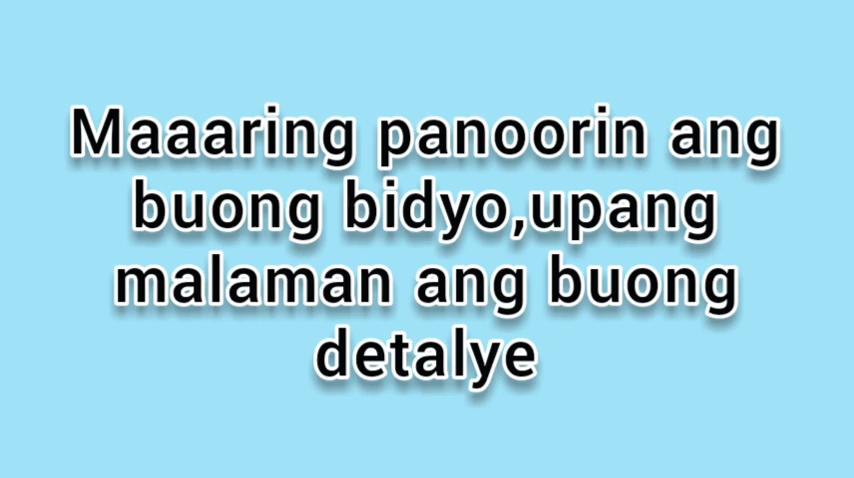 Maaaring panoorin ang
buong bidyo,upang
malaman ang buong
detalye